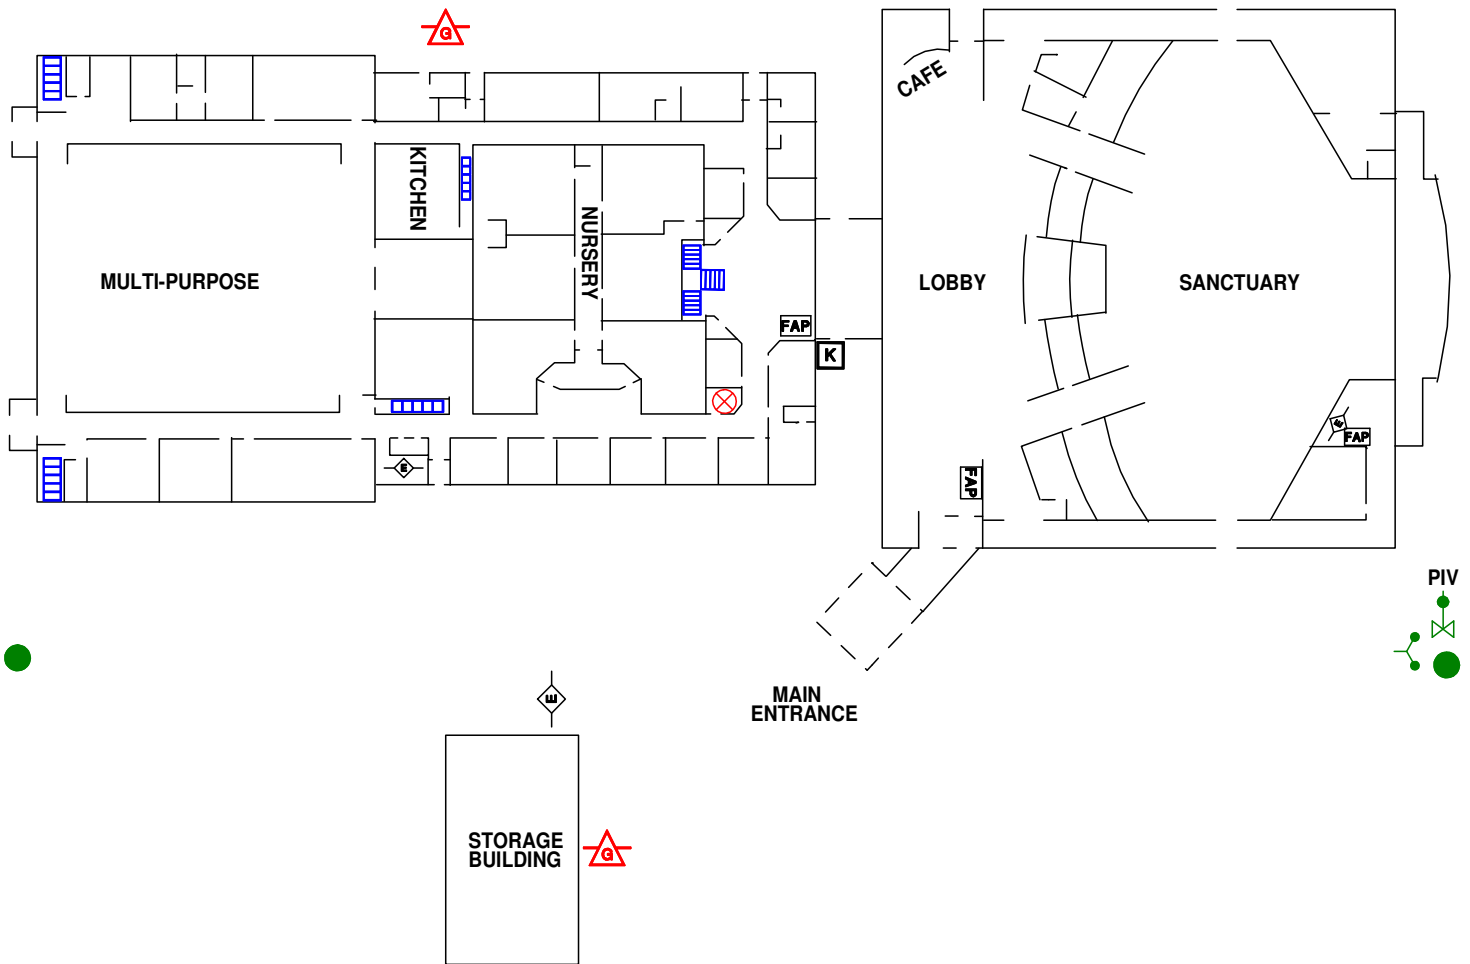 G
CAFE
KITCHEN
NURSERY
MULTI-PURPOSE
LOBBY
SANCTUARY
FAP
K
E
FAP
E
FAP
PIV
E
MAIN
ENTRANCE
STORAGE
BUILDING
G